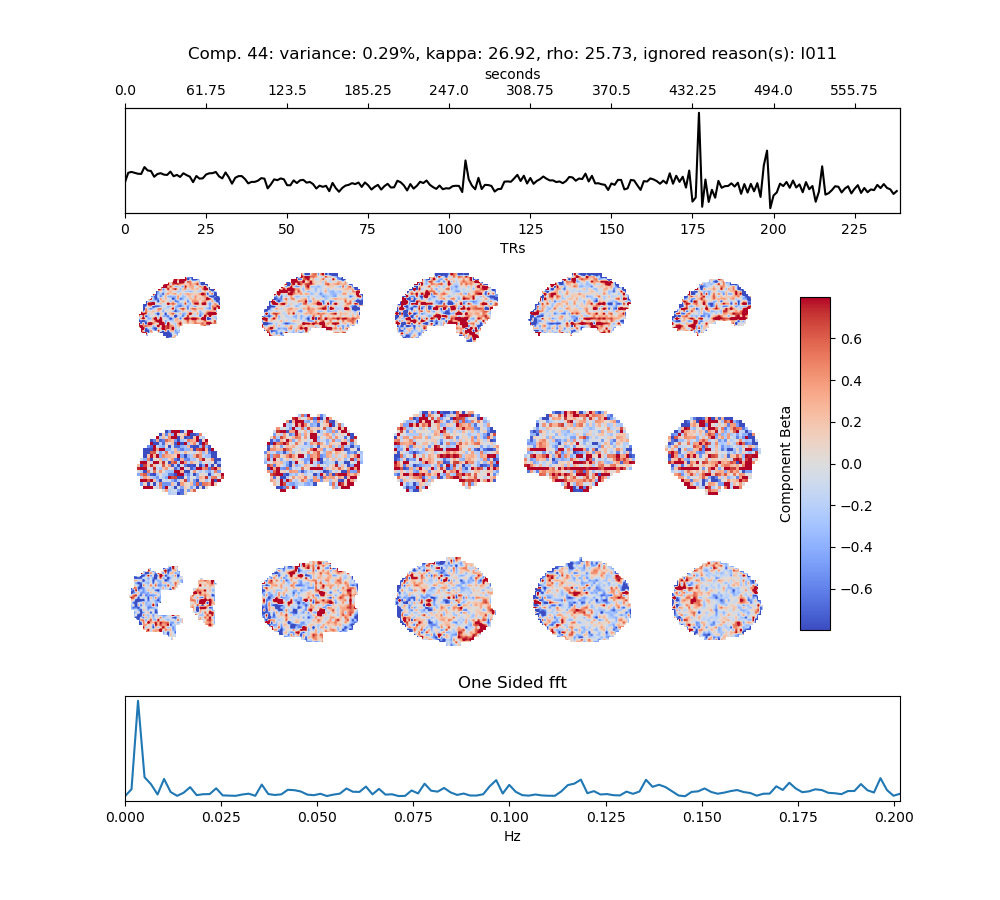 Comp. 44: variance: 0.29%, kappa: 26.92, rho: 25.73, ignored reason(s): I011
seconds
0.0 61.75 123.5 185.25 247.0 308.75 370.5 432.25 494.0 555.75
0 25 50 75 100 125 150 175 200 225
TRs
0.6
0.4
0.2
0.0
−0.2
−0.4
−0.6
Component Beta
One Sided fft
0.000 0.025 0.050 0.075 0.100 0.125 0.150 0.175 0.200
Hz